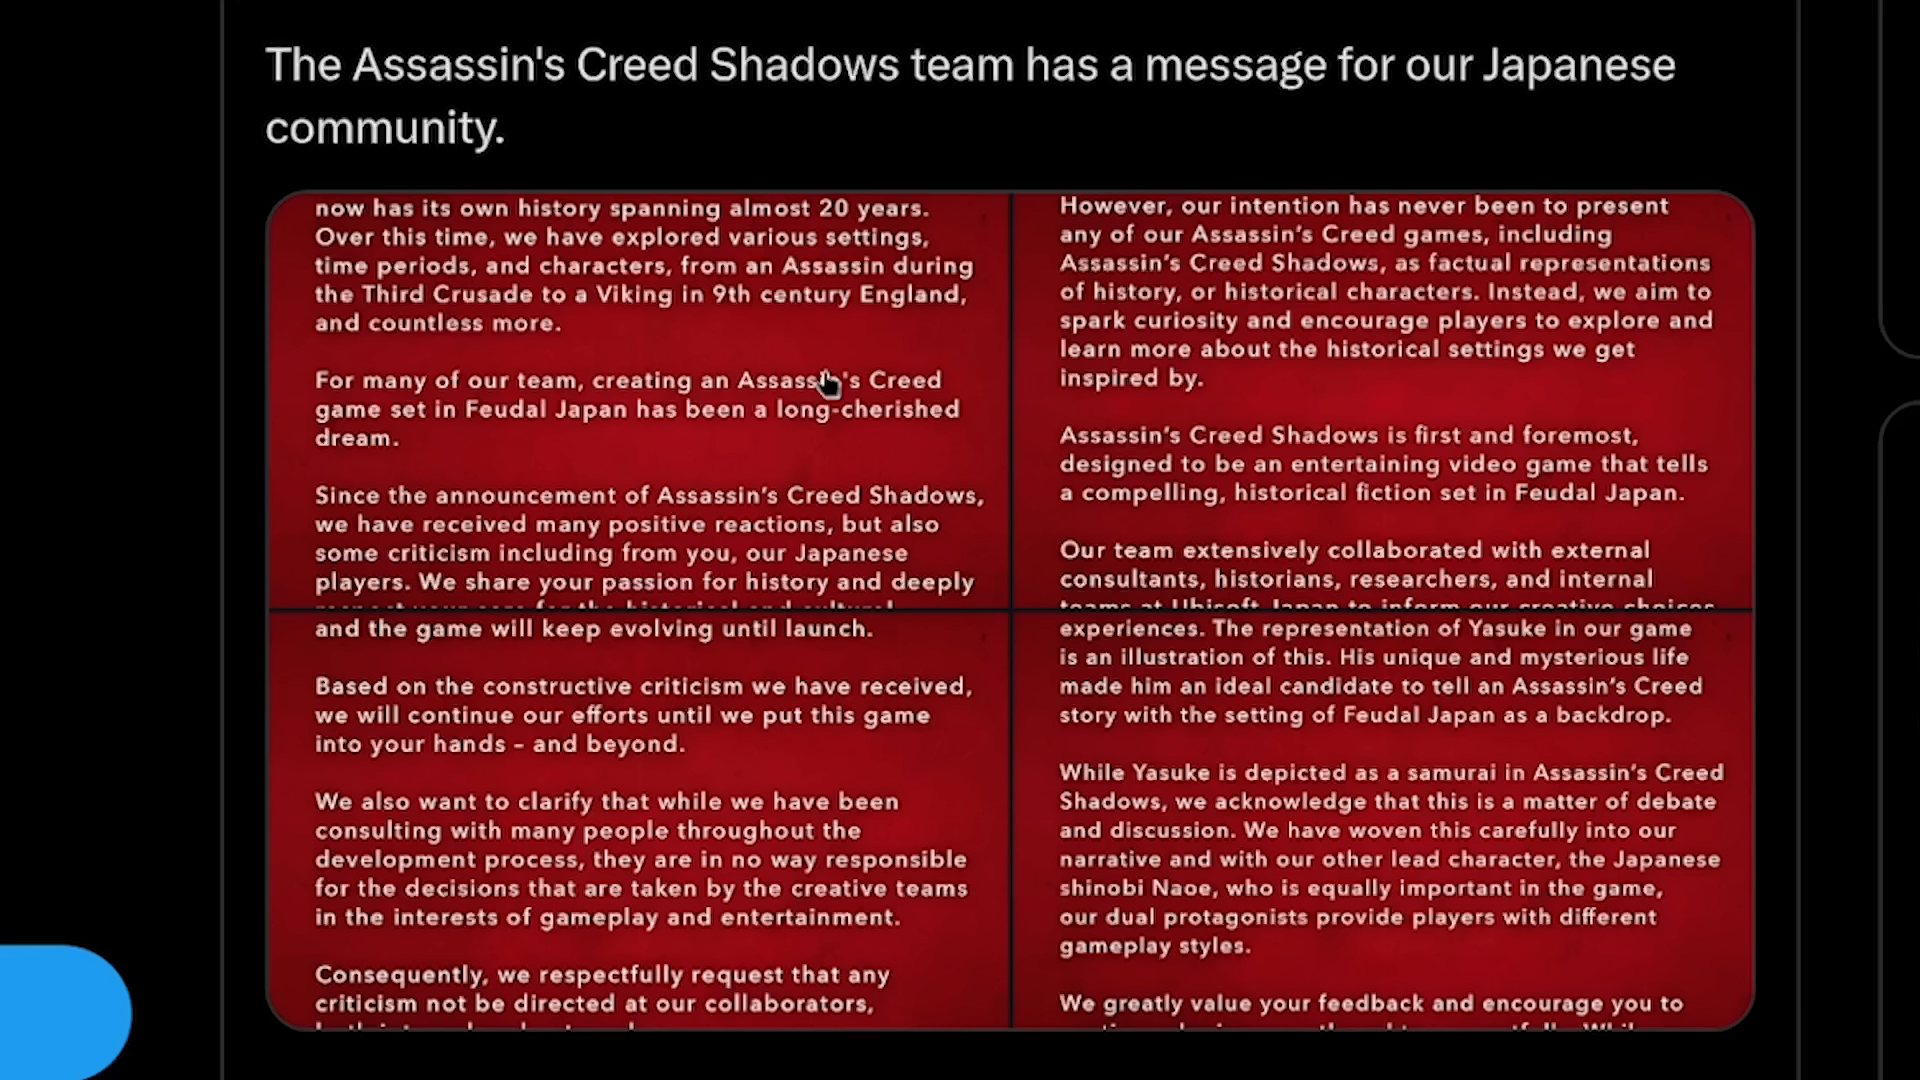 The Assassin's Creed Shadows team has a message for our Japanese
community.
now has its own history spanning almost 20 years.
Over this time, we have explored various settings,
time periods, and characters, from an Assassin during
the Third Crusade to a Viking in 9th century England,
and countless more.
For many of our team, creating an Assassin's Creed
game set in Feudal Japan has been a long-cherished
dream.
Since the announcement of Assassin's Creed Shadows,
we have received many positive reactions, but also
some criticism including from you, our Japanese
players. We share your passion for history and deeply
However, our intention has never been to present
any of our Assassin's Creed games, including
Assassin's Creed Shadows, as factual representations
of history, or historical characters. Instead, we aim to
spark curiosity and encourage players to explore and
learn more about the historical settings we get
inspired by.
Assassin's Creed Shadows is first and foremost,
designed to be an entertaining video game that tells
a compelling, historical fiction set in Feudal Japan.
Our team extensively collaborated with external
consultants, historians, researchers, and internal
teams at Ubisoft Japan to inform our creative choices
and the game will keep evolving until launch.
Based on the constructive criticism we have received,
we will continue our efforts until we put this game
into your hands – and beyond.
We also want to clarify that while we have been
consulting with many people throughout the
development process, they are in no way responsible
for the decisions that are taken by the creative teams
in the interests of gameplay and entertainment.
Consequently, we respectfully request that any
criticism not be directed at our collaborators,
experiences. The representation of Yasuke in our game
is an illustration of this. His unique and mysterious life
made him an ideal candidate to tell an Assassin's Creed
story with the setting of Feudal Japan as a backdrop.
While Yasuke is depicted as a samurai in Assassin's Creed
Shadows, we acknowledge that this is a matter of debate
and discussion. We have woven this carefully into our
narrative and with our other lead character, the Japanese
shinobi Naoe, who is equally important in the game,
our dual protagonists provide players with different
gameplay styles.
We greatly value your feedback and encourage you to